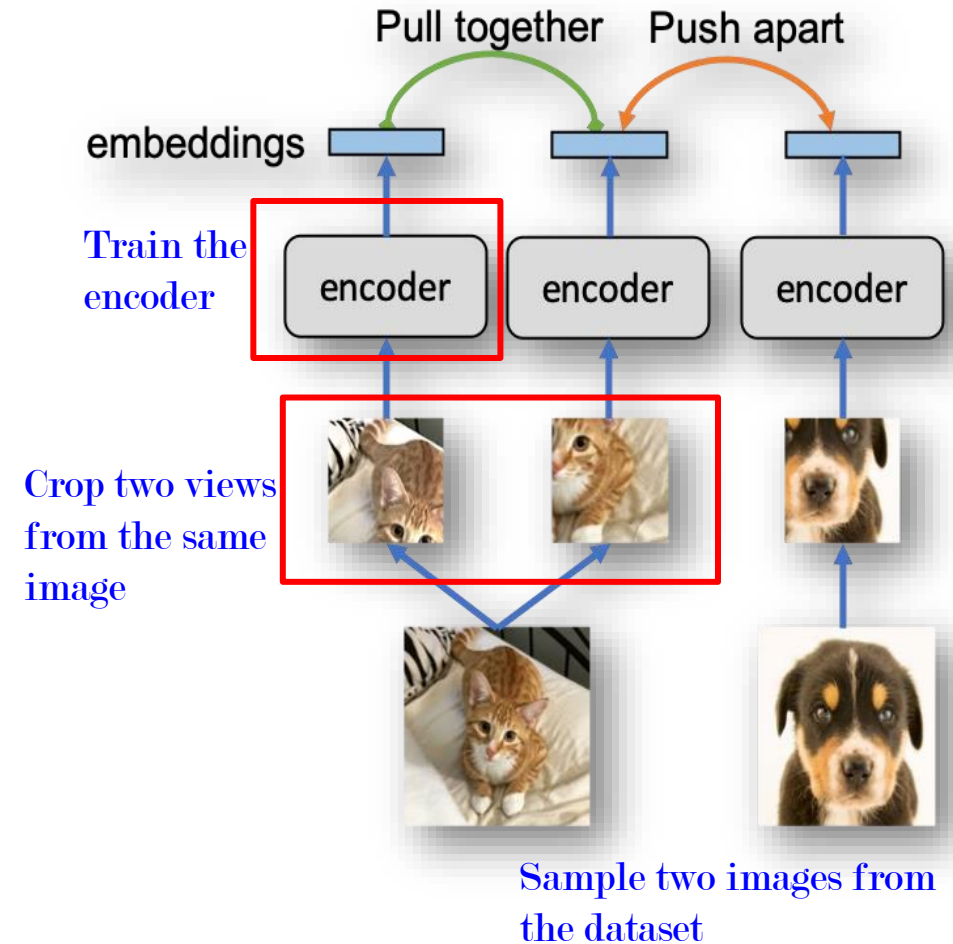 Pull together
Push apart
embeddings
Train the
encoder
encoder
encoder
encoder
Crop two views
from the same
image
Sample two images from
the dataset